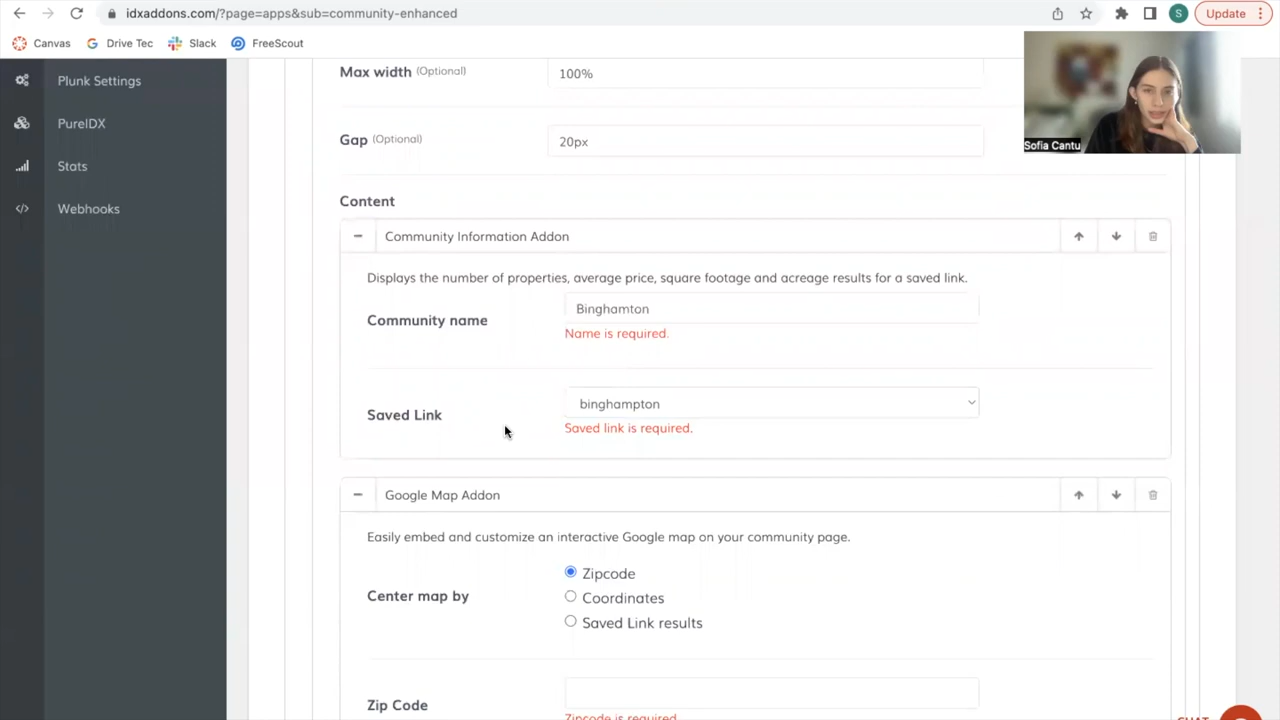 idxaddons.com/?page=apps&sub=community-enhanced
S
Update
Canvas
Drive Tec
Slack
FreeScout
Plunk Settings
PureIDX
Stats
Webhooks
Sofia Cantu
Max width (Optional)
100%
Gap (Optional)
20px
Content
Community Information Addon
Displays the number of properties, average price, square footage and acreage results for a saved link.
Community name
Binghamton
Name is required.
Saved Link
binghampton
Saved link is required.
Google Map Addon
Easily embed and customize an interactive Google map on your community page.
Center map by
Zipcode
Coordinates
Saved Link results
Zip Code
Zipcode is required.
CHAT